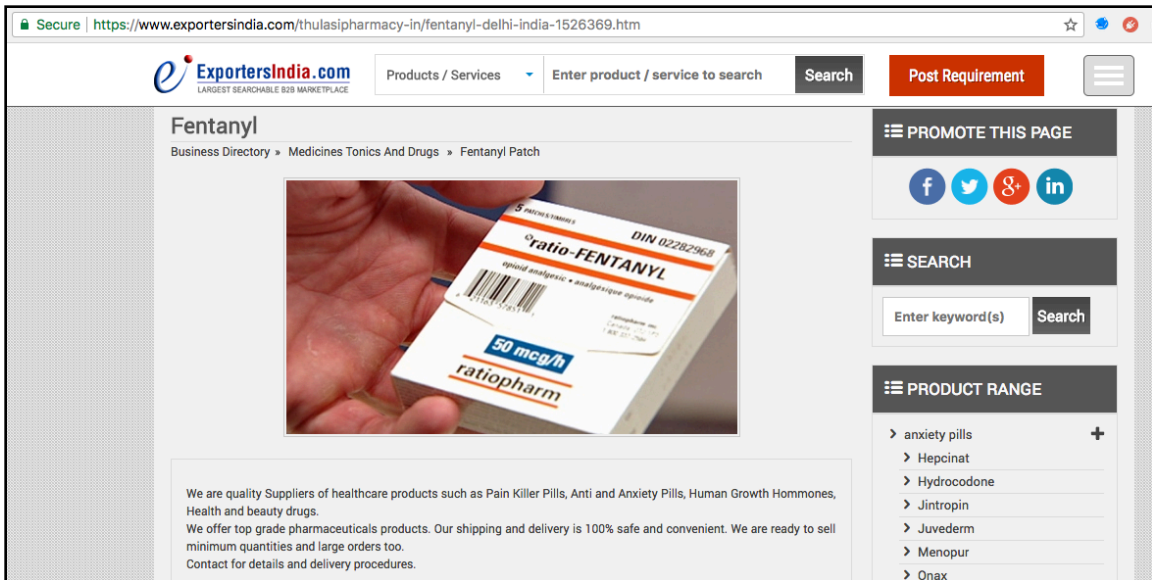 Secure
https://www.exportersindia.com/thulasipharmacy-in/fentanyl-delhi-india-1526369.htm
ExportersIndia.com
LARGEST SEARCHABLE B2B MARKETPLACE
Products / Services
Enter product / service to search
Search
Post Requirement
Fentanyl
Business Directory » Medicines Tonics And Drugs » Fentanyl Patch
5 PATCHES/TIMBRES
DIN 02282968
ratio-FENTANYL
opioid analgesic • analgésique opioïde
ratiopharm inc
50 mcg/h
ratiopharm
We are quality Suppliers of healthcare products such as Pain Killer Pills, Anti and Anxiety Pills, Human Growth Hommones,
Health and beauty drugs.
We offer top grade pharmaceuticals products. Our shipping and delivery is 100% safe and convenient. We are ready to sell
minimum quantities and large orders too.
Contact for details and delivery procedures.
PROMOTE THIS PAGE
f
8+
in
SEARCH
Enter keyword(s)
Search
PRODUCT RANGE
anxiety pills
+
Hepcinat
Hydrocodone
Jintropin
Juvederm
Menopur
Onax